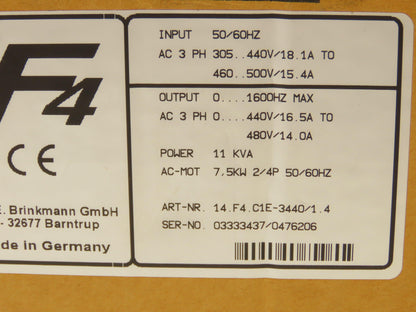 F4
CE
E. Brinkmann GmbH
- 32677 Barntrup
de in Germany
INPUT 50/60HZ
AC 3 PH 305..440V/18.1A TO
460..500V/15.4A
OUTPUT 0....1600HZ MAX
AC 3 PH 0...440V/16.5A TO
480V/14.0A
POWER 11 KVA
AC-MOT 7,5KW 2/4P 50/60HZ
ART-NR. 14.F4.C1E-3440/1.4
SER-NO. 03333437/0476206